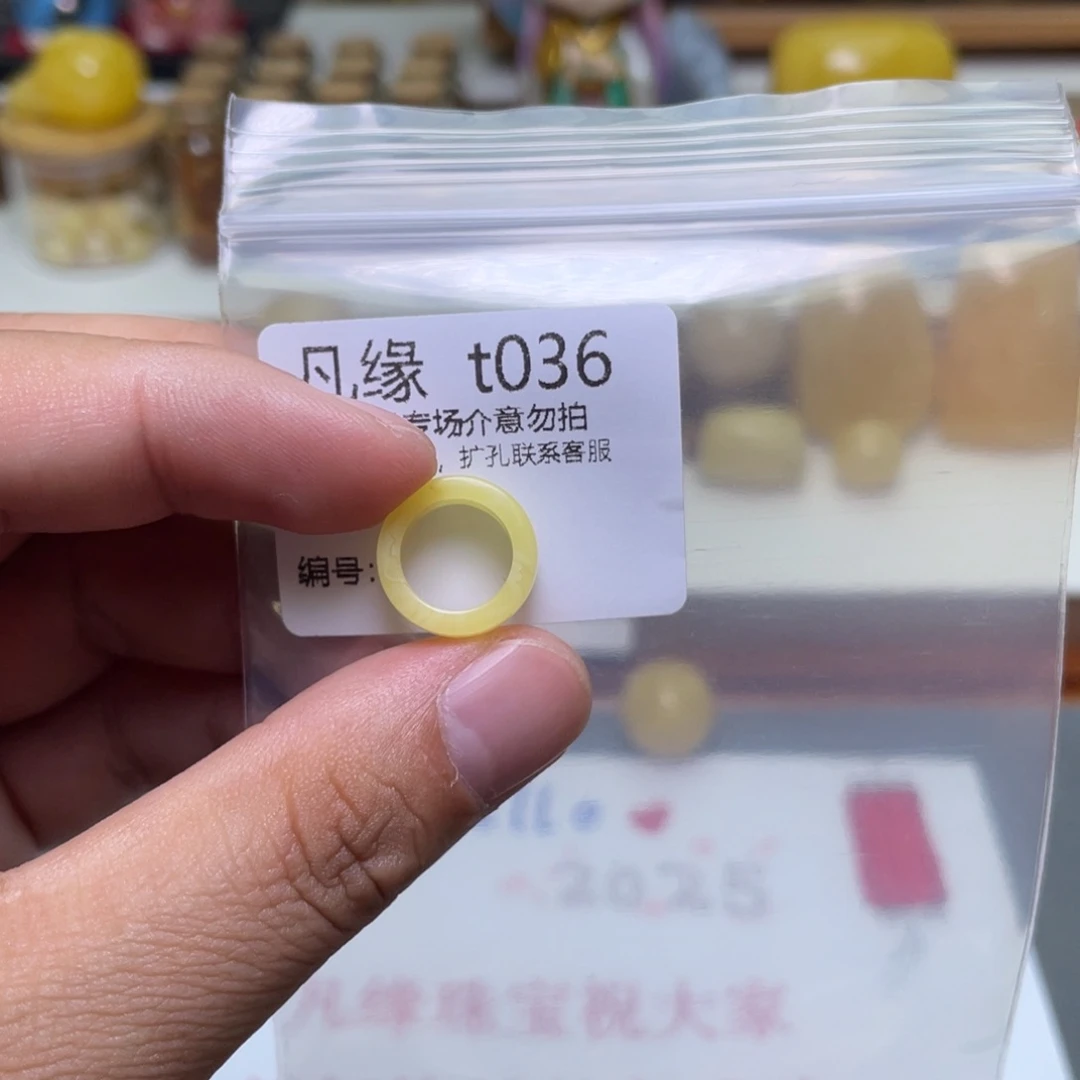 凡缘 t036
专场介意勿拍
，扩孔联系客服
编号:
Hello
2025
凡缘珠宝祝大家